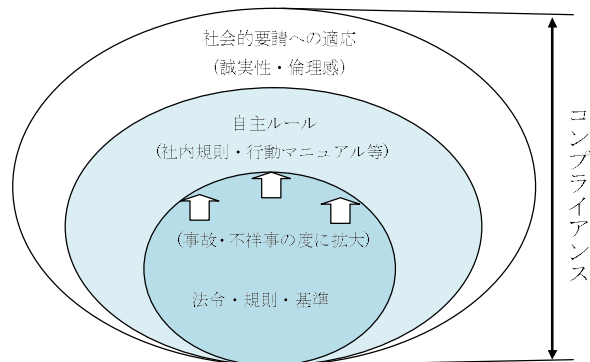 社会的要請への適応
(誠実性・倫理感)
自主ルール
(社内規則・行動マニュアル等)
(事故・不祥事の度に拡大)
法令・規則・基準
コンプライアンス